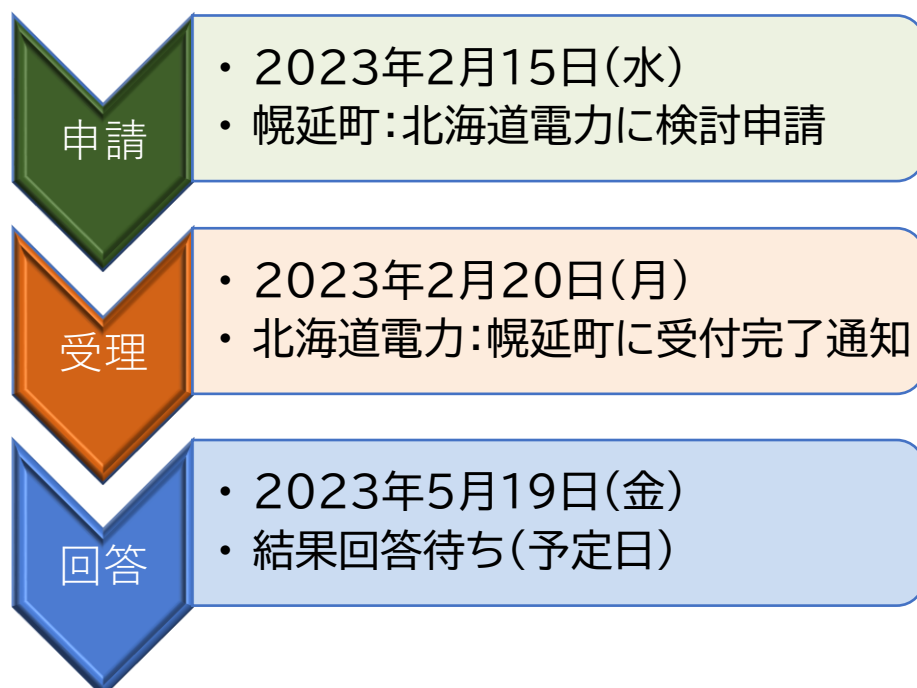 申請
・2023年2月15日(水)
・幌延町:北海道電力に検討申請
受理
・2023年2月20日(月)
・北海道電力:幌延町に受付完了通知
回答
・2023年5月19日(金)
・結果回答待ち(予定日)